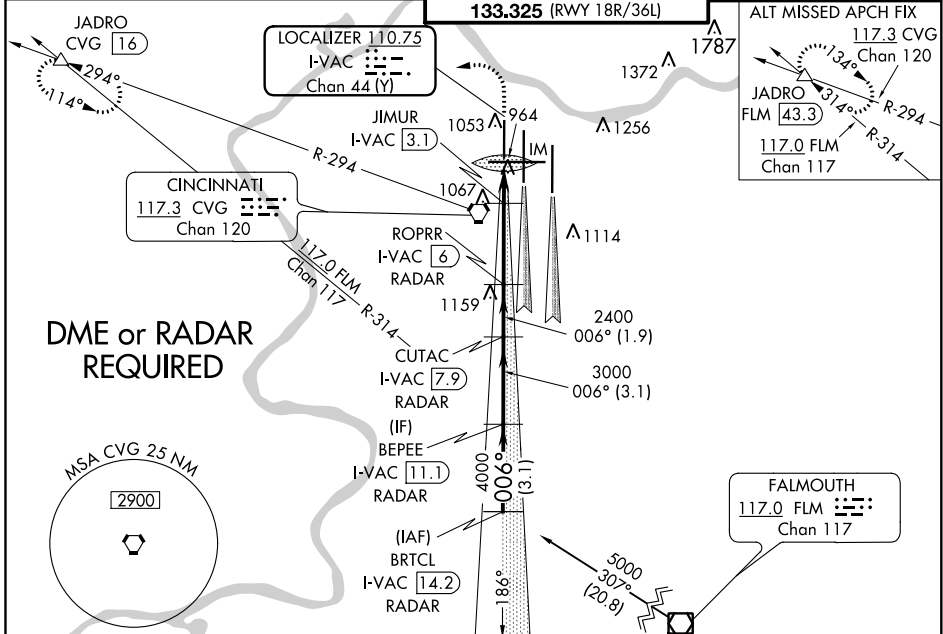 133.325 (RWY 18R/36L)
JADRO
CVG 16
294°
114°
LOCALIZER 110.75
I-VAC
Chan 44 (Y)
1787
1372
1256
ALT MISSED APCH FIX
117.3 CVG
Chan 120
134°
314°
JADRO
FLM 43.3
R-294
R-314
117.0 FLM
Chan 117
JIMUR
I-VAC 3.1
1053
964
IM
R-294
CINCINNATI
117.3 CVG
Chan 120
1067
1114
ROPRR
I-VAC 6
RADAR
1159
117.0 FLM
Chan 117
R-314
2400
006° (1.9)
DME or RADAR
REQUIRED
CUTAC
I-VAC 7.9
RADAR
3000
006° (3.1)
(IF)
BEPEE
I-VAC 11.1
RADAR
4000
006°
(3.1)
MSA CVG 25 NM
2900
(IAF)
BRTCL
I-VAC 14.2
RADAR
186°
FALMOUTH
117.0 FLM
Chan 117
5000
307°
(20.8)